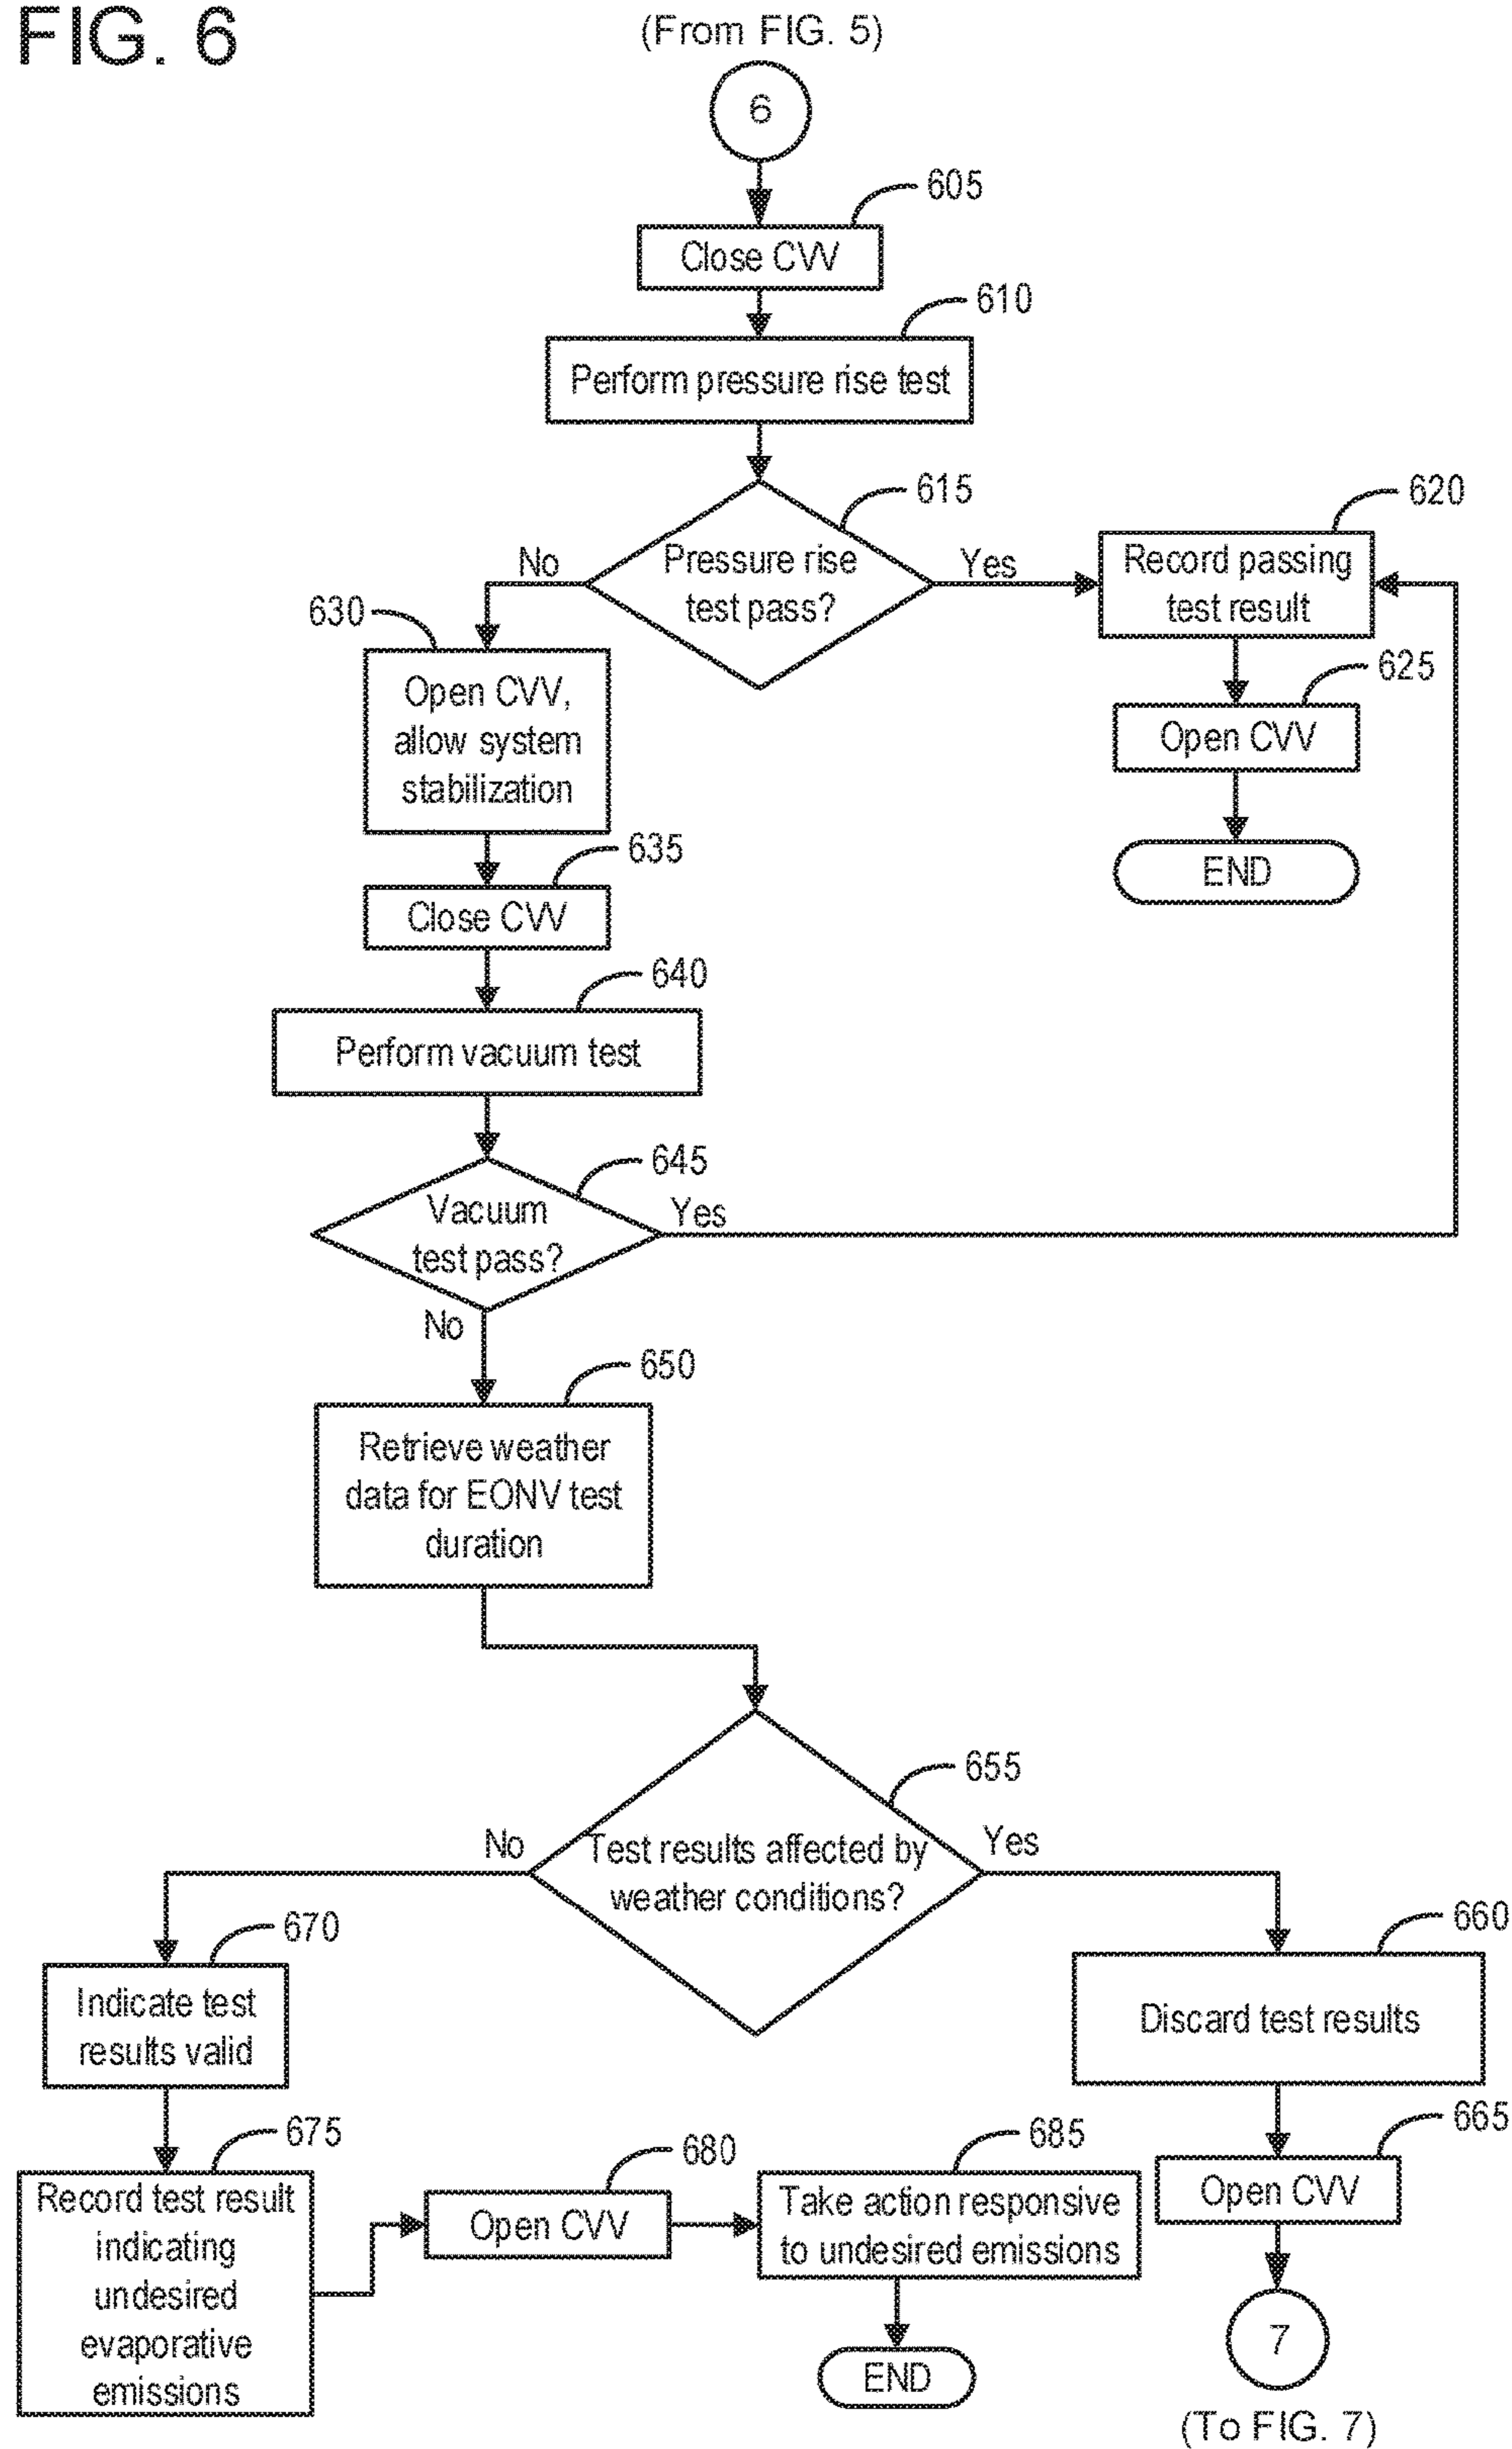 FIG. 6
(From FIG. 5)
6
605
Close CVV
610
Perform pressure rise test
615
Pressure rise
test pass?
No
Yes
620
Record passing
test result
625
Open CVV
END
630
Open CVV,
allow system
stabilization
635
Close CVV
640
Perform vacuum test
645
Vacuum
test pass?
Yes
No
650
Retrieve weather
data for EONV test
duration
655
Test results affected by
weather conditions?
No
Yes
670
Indicate test
results valid
660
Discard test results
675
Record test result
indicating
undesired
evaporative
emissions
680
Open CVV
685
Take action responsive
to undesired emissions
END
665
Open CVV
7
(To FIG. 7)